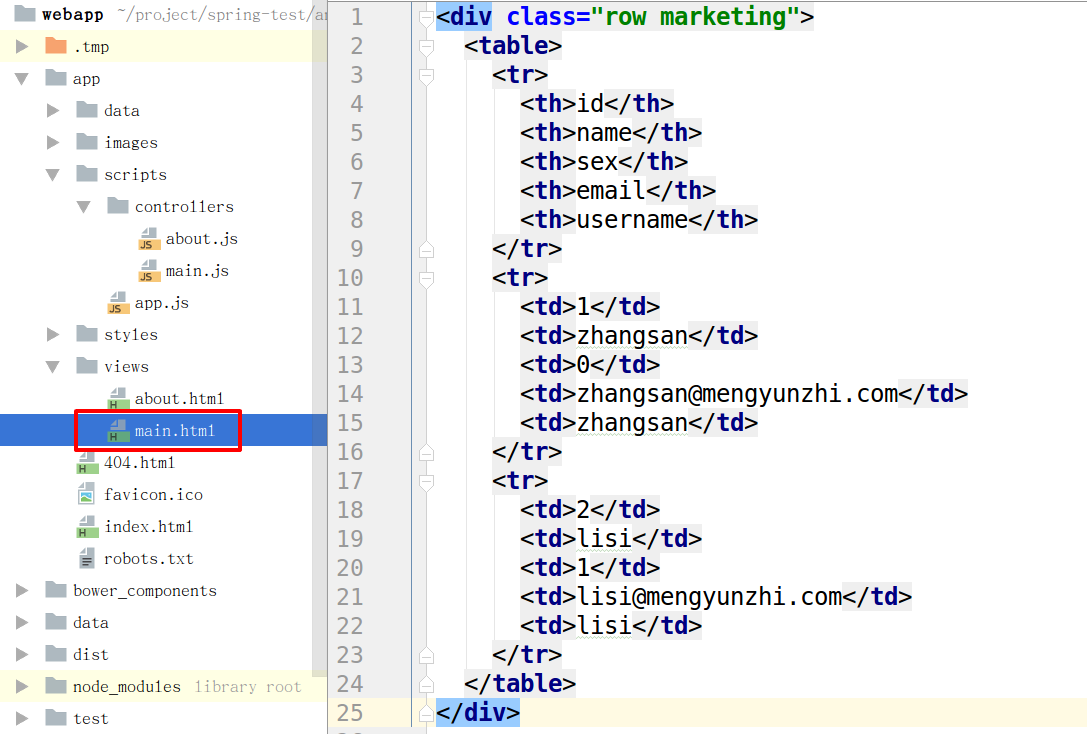 webapp ~/project/spring-test/an
.tmp
app
data
images
scripts
controllers
about.js
main.js
app.js
styles
views
about.html
main.html
404.html
favicon.ico
index.html
robots.txt
bower_components
data
dist
node_modules library root
test
1 <div class="row marketing">
2 <table>
3 <tr>
4 <th>id</th>
5 <th>name</th>
6 <th>sex</th>
7 <th>email</th>
8 <th>username</th>
9 </tr>
10 <tr>
11 <td>1</td>
12 <td>zhangsan</td>
13 <td>0</td>
14 <td>zhangsan@mengyunzhi.com</td>
15 <td>zhangsan</td>
16 </tr>
17 <tr>
18 <td>2</td>
19 <td>lisi</td>
20 <td>1</td>
21 <td>lisi@mengyunzhi.com</td>
22 <td>lisi</td>
23 </tr>
24 </table>
25 </div>